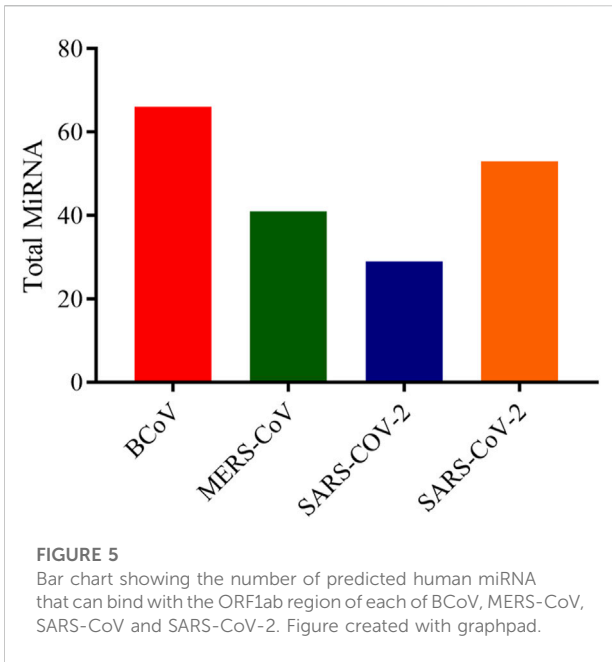 80
60
40
20
0
Total MiRNA
BCoV
MERS-CoV
SARS-COV-2
SARS-CoV-2
FIGURE 5
Bar chart showing the number of predicted human miRNA
that can bind with the ORF1ab region of each of BCoV, MERS-CoV,
SARS-CoV and SARS-CoV-2. Figure created with graphpad.